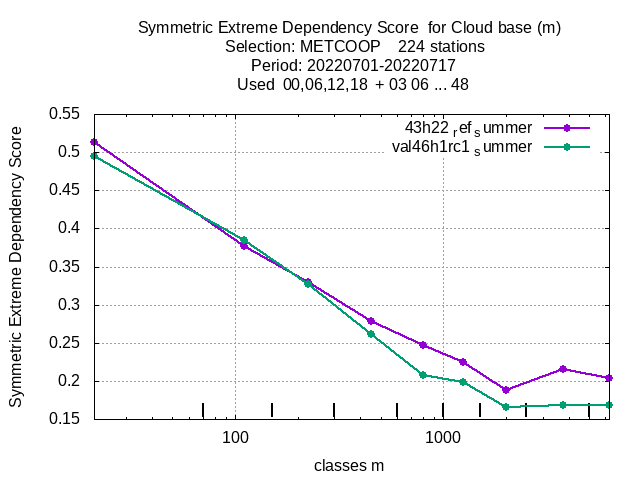 Symmetric Extreme Dependency Score  for Cloud base (m)
Selection: METCOOP    224 stations
Period: 20220701-20220717
Used  00,06,12,18  + 03 06 ... 48
0.55
0.5
0.45
0.4
0.35
0.3
0.25
0.2
0.15
Symmetric Extreme Dependency Score
43h22 ref summer
val46h1rc1 summer
100
1000
classes m